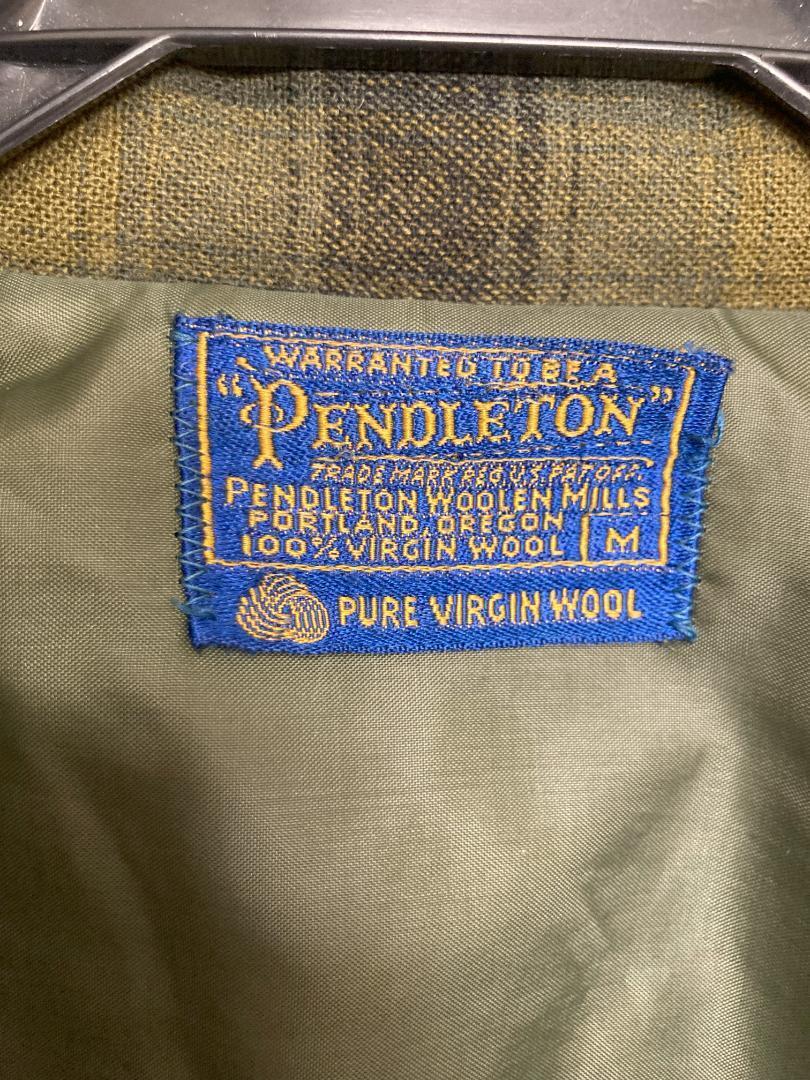 WARRANTED TO BE A
"PENDLETON"
TRADE MARK REG. U.S. PAT. OFF.
PENDLETON WOOLEN MILLS
PORTLAND, OREGON
100% VIRGIN WOOL M
PURE VIRGIN WOOL